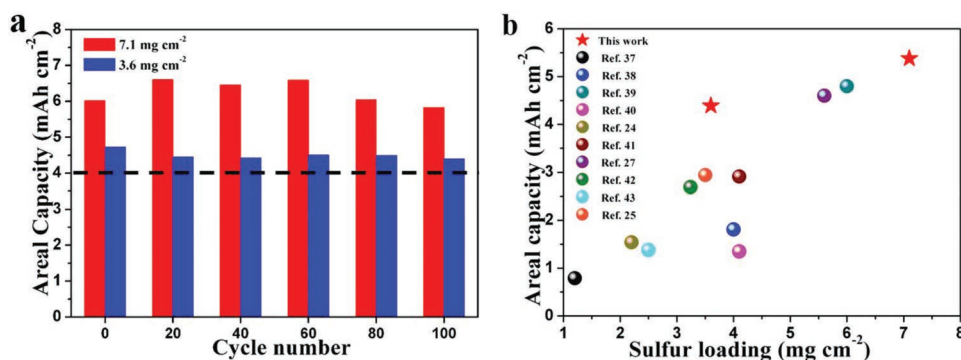 a
Areal Capacity (mAh cm⁻²)
9
8
7
6
5
4
3
2
1
0
7.1 mg cm⁻²
3.6 mg cm⁻²
0 20 40 60 80 100
Cycle number
b
Areal capacity (mAh cm⁻²)
6
5
4
3
2
1
0
This work
Ref. 37
Ref. 38
Ref. 39
Ref. 40
Ref. 24
Ref. 41
Ref. 27
Ref. 42
Ref. 43
Ref. 25
1 2 3 4 5 6 7 8
Sulfur loading (mg cm⁻²)